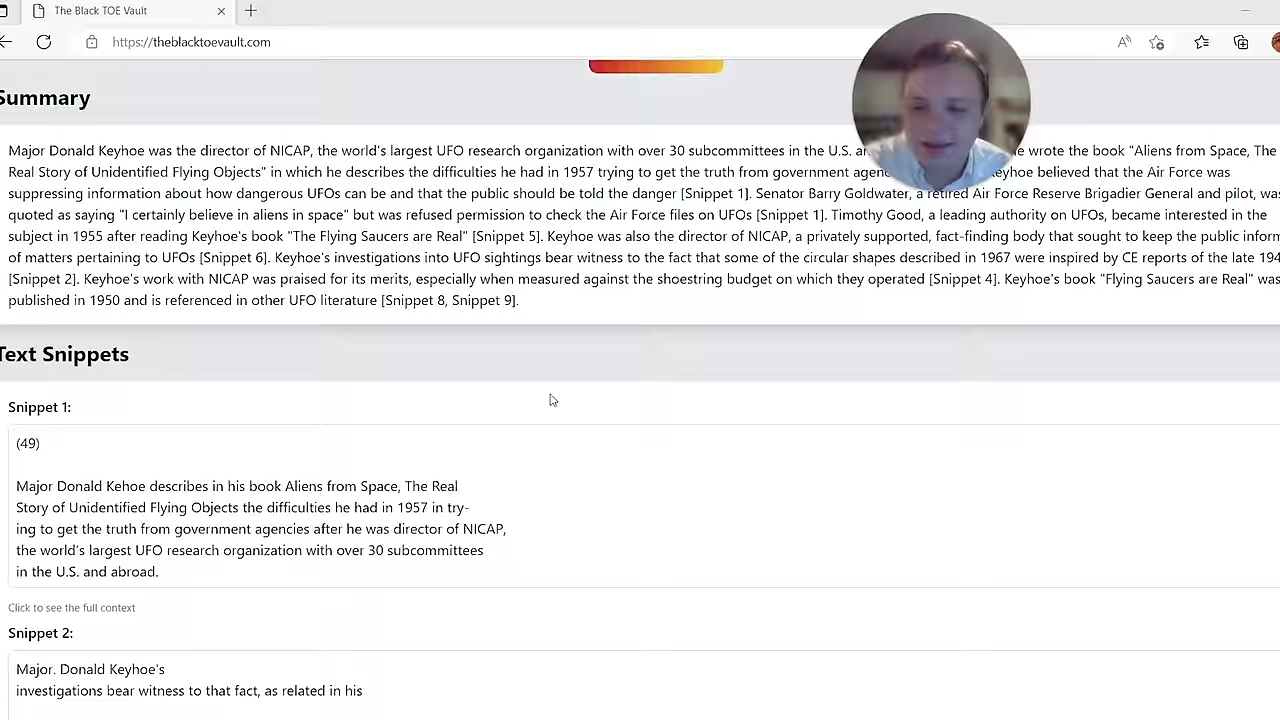 The Black TOE Vault
https://theblacktoevault.com
Summary
Major Donald Keyhoe was the director of NICAP, the world's largest UFO research organization with over 30 subcommittees in the U.S. e wrote the book "Aliens from Space, The
Real Story of Unidentified Flying Objects" in which he describes the difficulties he had in 1957 trying to get the truth from government eyhoe believed that the Air Force was
suppressing information about how dangerous UFOs can be and that the public should be told the danger [Snippet 1]. Senator Barry Goldwater, a retired Air Force Reserve Brigadier General and pilot, was
quoted as saying "I certainly believe in aliens in space" but was refused permission to check the Air Force files on UFOs [Snippet 1]. Timothy Good, a leading authority on UFOs, became interested in the
subject in 1955 after reading Keyhoe's book "The Flying Saucers are Real" [Snippet 5]. Keyhoe was also the director of NICAP, a privately supported, fact-finding body that sought to keep the public inform
of matters pertaining to UFOs [Snippet 6]. Keyhoe's investigations into UFO sightings bear witness to the fact that some of the circular shapes described in 1967 were inspired by CE reports of the late 194
[Snippet 2]. Keyhoe's work with NICAP was praised for its merits, especially when measured against the shoestring budget on which they operated [Snippet 4]. Keyhoe's book "Flying Saucers are Real" was
published in 1950 and is referenced in other UFO literature [Snippet 8, Snippet 9].
Text Snippets
Snippet 1:
(49)
Major Donald Kehoe describes in his book Aliens from Space, The Real
Story of Unidentified Flying Objects the difficulties he had in 1957 in try-
ing to get the truth from government agencies after he was director of NICAP,
the world's largest UFO research organization with over 30 subcommittees
in the U.S. and abroad.
Click to see the full context
Snippet 2:
Major. Donald Keyhoe's
investigations bear witness to that fact, as related in his